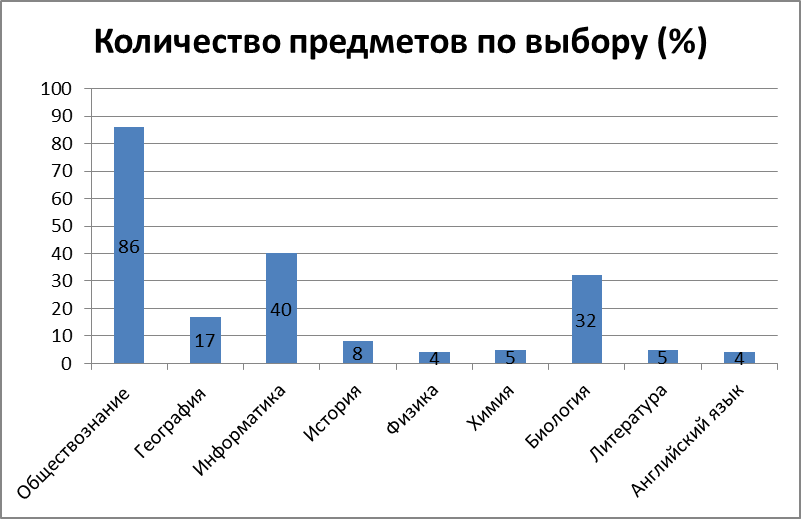 Количество предметов по выбору (%)
100
90
80
70
60
50
40
30
20
10
0
86
17
40
8
4
5
32
5
4
Обществознание
География
Информатика
История
Физика
Химия
Биология
Литература
Английский язык